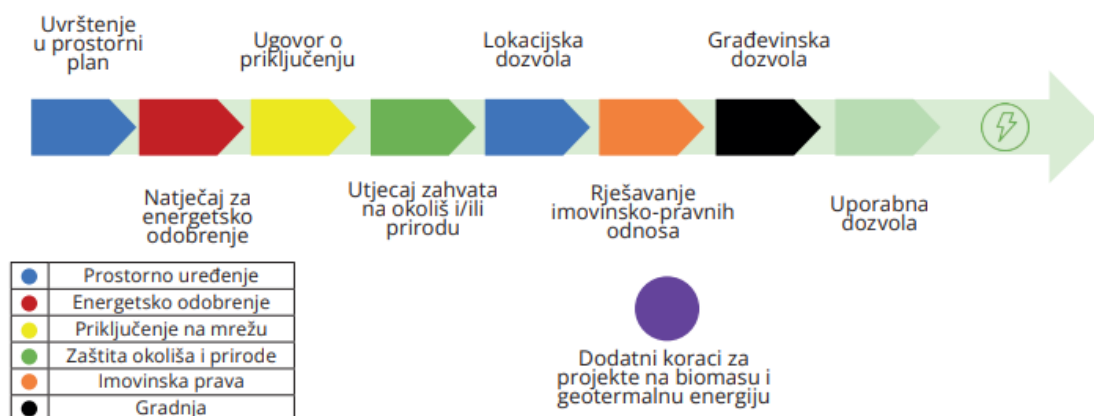 Uvrštenje
u prostorni
plan
Ugovor o
priključenju
Lokacijska
dozvola
Građevinska
dozvola
Natječaj za
energetsko
odobrenje
Utjecaj zahvata
na okoliš i/ili
prirodu
Rješavanje
imovinsko-pravnih
odnosa
Uporabna
dozvola
Prostorno uređenje
Energetsko odobrenje
Priključenje na mrežu
Zaštita okoliša i prirode
Imovinska prava
Gradnja
Dodatni koraci za
projekte na biomasu i
geotermalnu energiju